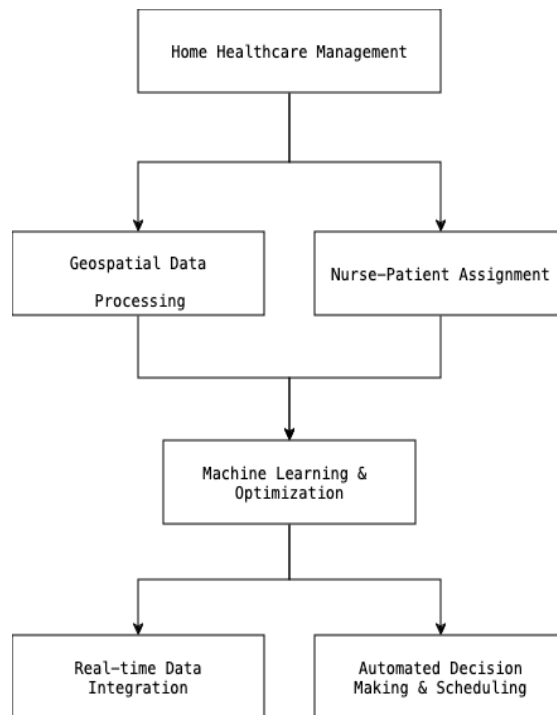 Home Healthcare Management
Geospatial Data
Processing
Nurse-Patient Assignment
Machine Learning &
Optimization
Real-time Data
Integration
Automated Decision
Making & Scheduling